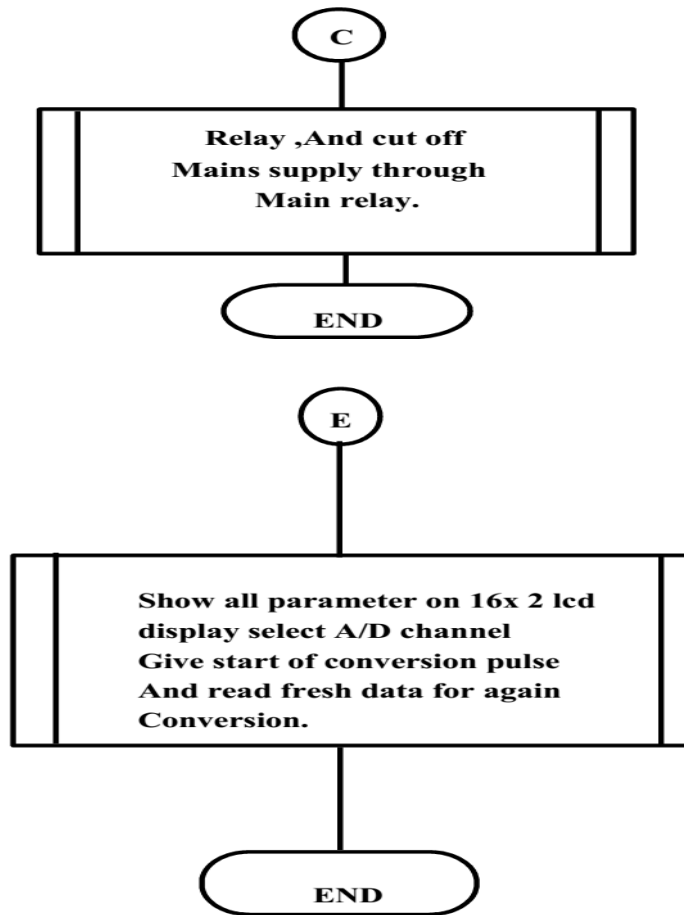 C
Relay ,And cut off
Mains supply through
Main relay.
END
E
Show all parameter on 16x 2 lcd
display select A/D channel
Give start of conversion pulse
And read fresh data for again
Conversion.
END